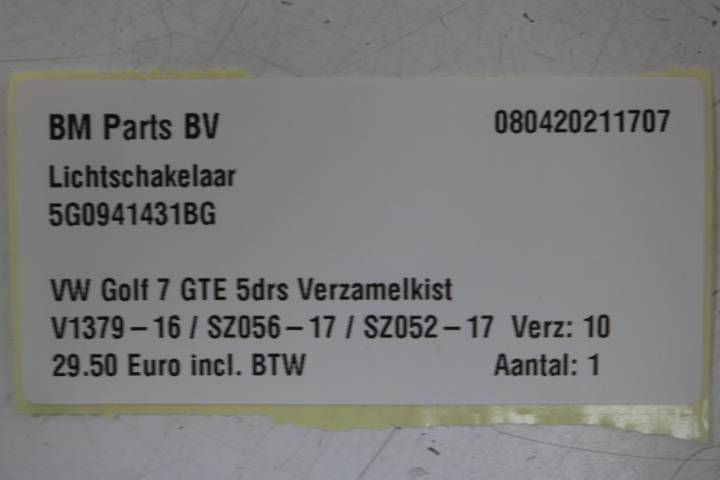 BM Parts BV 080420211707
Lichtschakelaar
5G0941431BG
VW Golf 7 GTE 5drs Verzamelkist
V1379-16 / SZ056-17 / SZ052-17 Verz: 10
29.50 Euro incl. BTW Aantal: 1